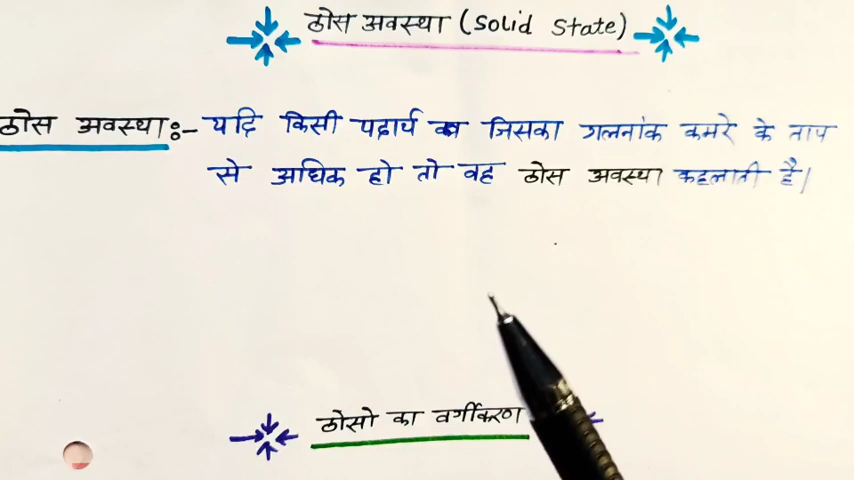 ठोस अवस्था (Solid State)
ठोस अवस्था :- यदि किसी पदार्थ का जिसका गलनांक कमरे के ताप
से अधिक हो तो वह ठोस अवस्था कहलाती है।
ठोसो का वर्गीकरण